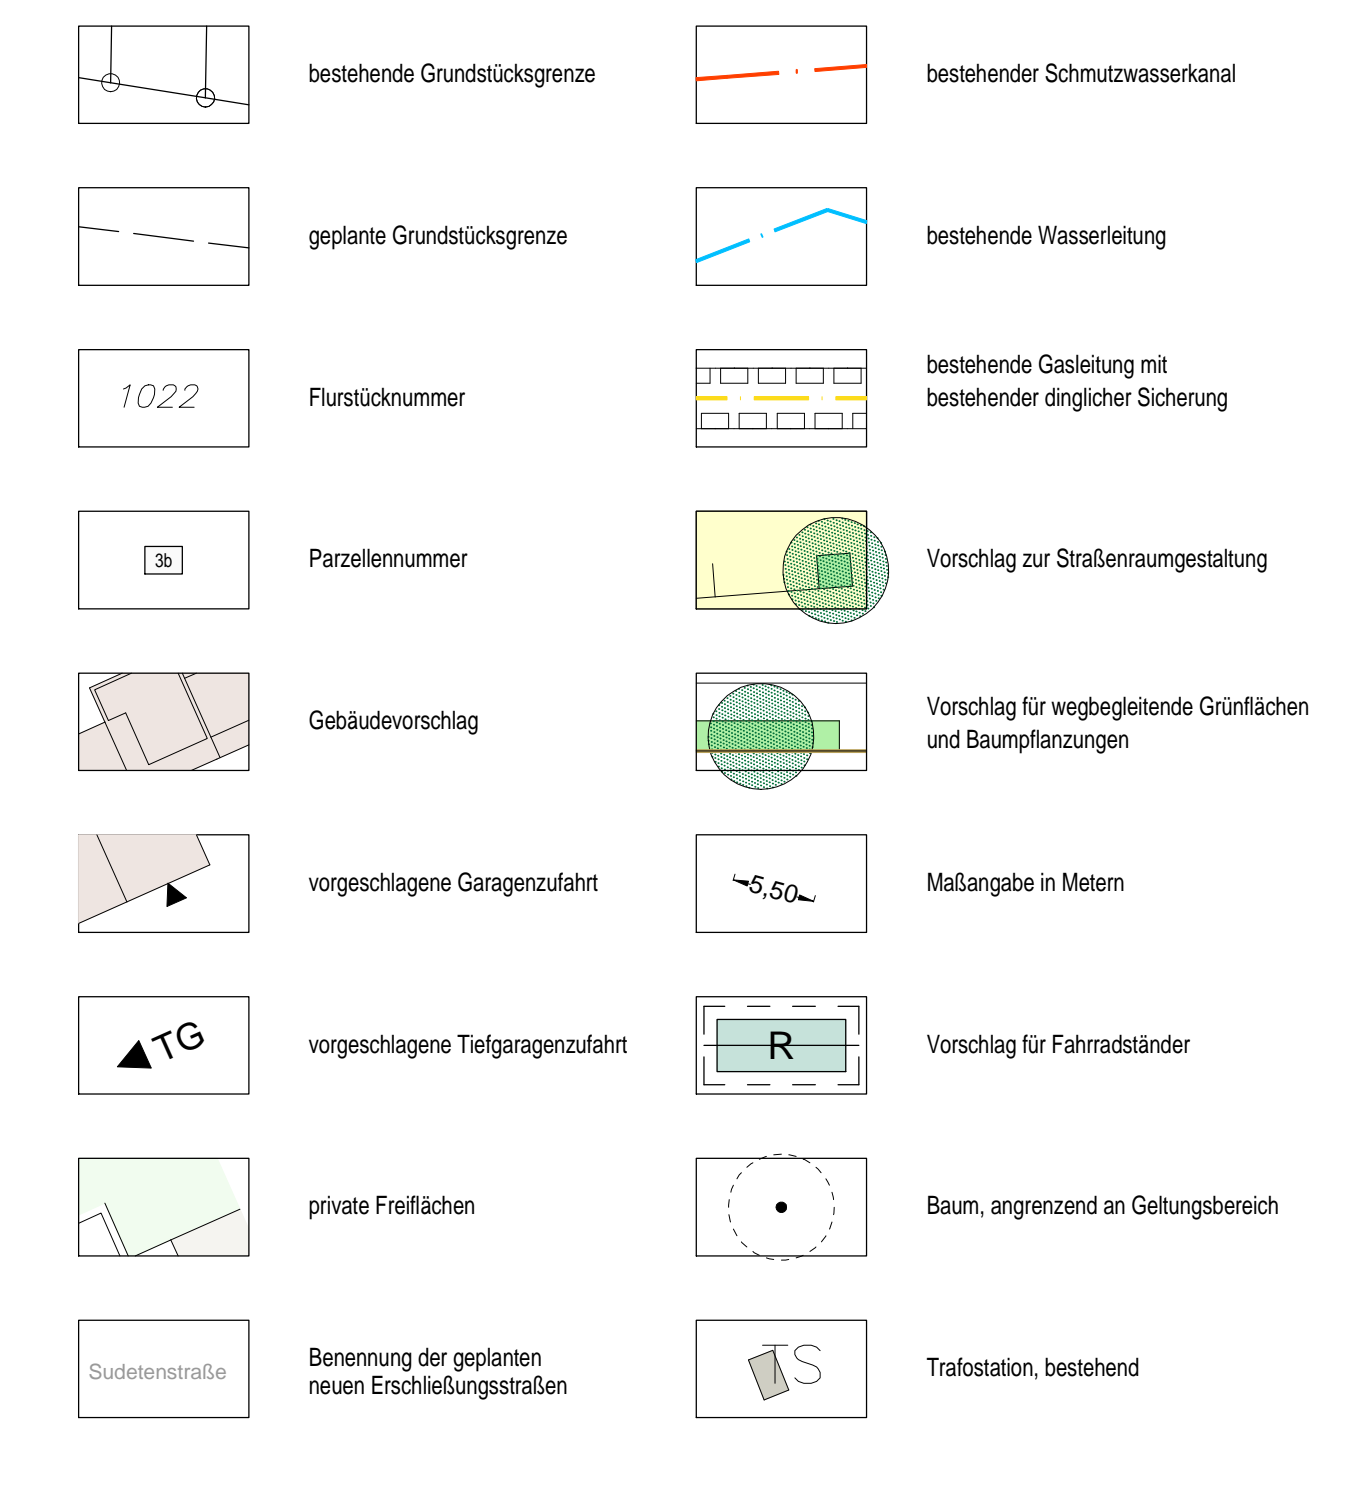 bestehende Grundstücksgrenze
bestehender Schmutzwasserkanal
geplante Grundstücksgrenze
bestehende Wasserleitung
1022
Flurstücknummer
bestehende Gasleitung mit
bestehender dinglicher Sicherung
3b
Parzellennummer
Vorschlag zur Straßenraumgestaltung
Gebäudevorschlag
Vorschlag für wegbegleitende Grünflächen
und Baumpflanzungen
vorgeschlagene Garagenzufahrt
5,50
Maßangabe in Metern
TG
vorgeschlagene Tiefgaragenzufahrt
R
Vorschlag für Fahrradständer
private Freiflächen
Baum, angrenzend an Geltungsbereich
Sudetenstraße
Benennung der geplanten
neuen Erschließungsstraßen
TS
Trafostation, bestehend